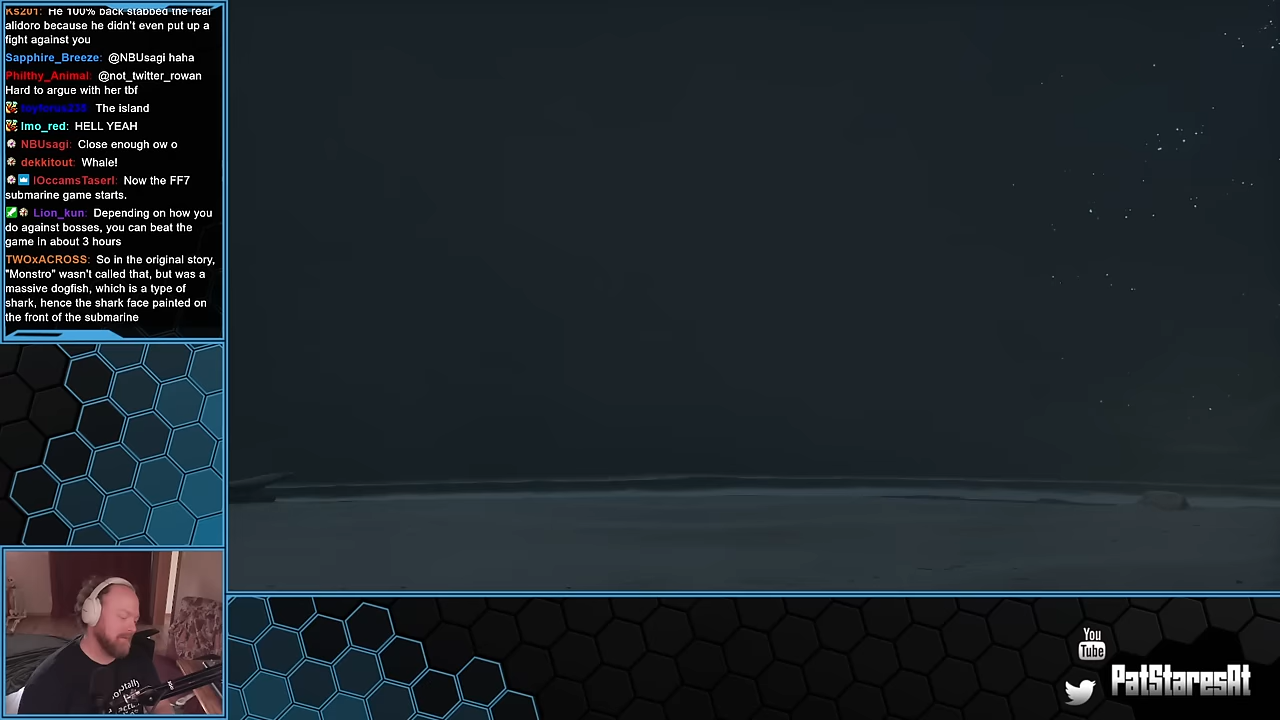 Ks201: He 100% back stabbed the real
alidoro because he didn't even put up a
fight against you
Sapphire_Breeze: @NBUsagi haha
Philthy_Animal: @not_twitter_rowan
Hard to argue with her tbf
The island
Imo_red: HELL YEAH
NBUsagi: Close enough ow o
dekkitout: Whale!
IOccamsTaserI: Now the FF7
submarine game starts.
Lion_kun: Depending on how you
do against bosses, you can beat the
game in about 3 hours
TWOxACROSS: So in the original story,
"Monstro" wasn't called that, but was a
massive dogfish, which is a type of
shark, hence the shark face painted on
the front of the submarine
You
Tube
PatStaresAt